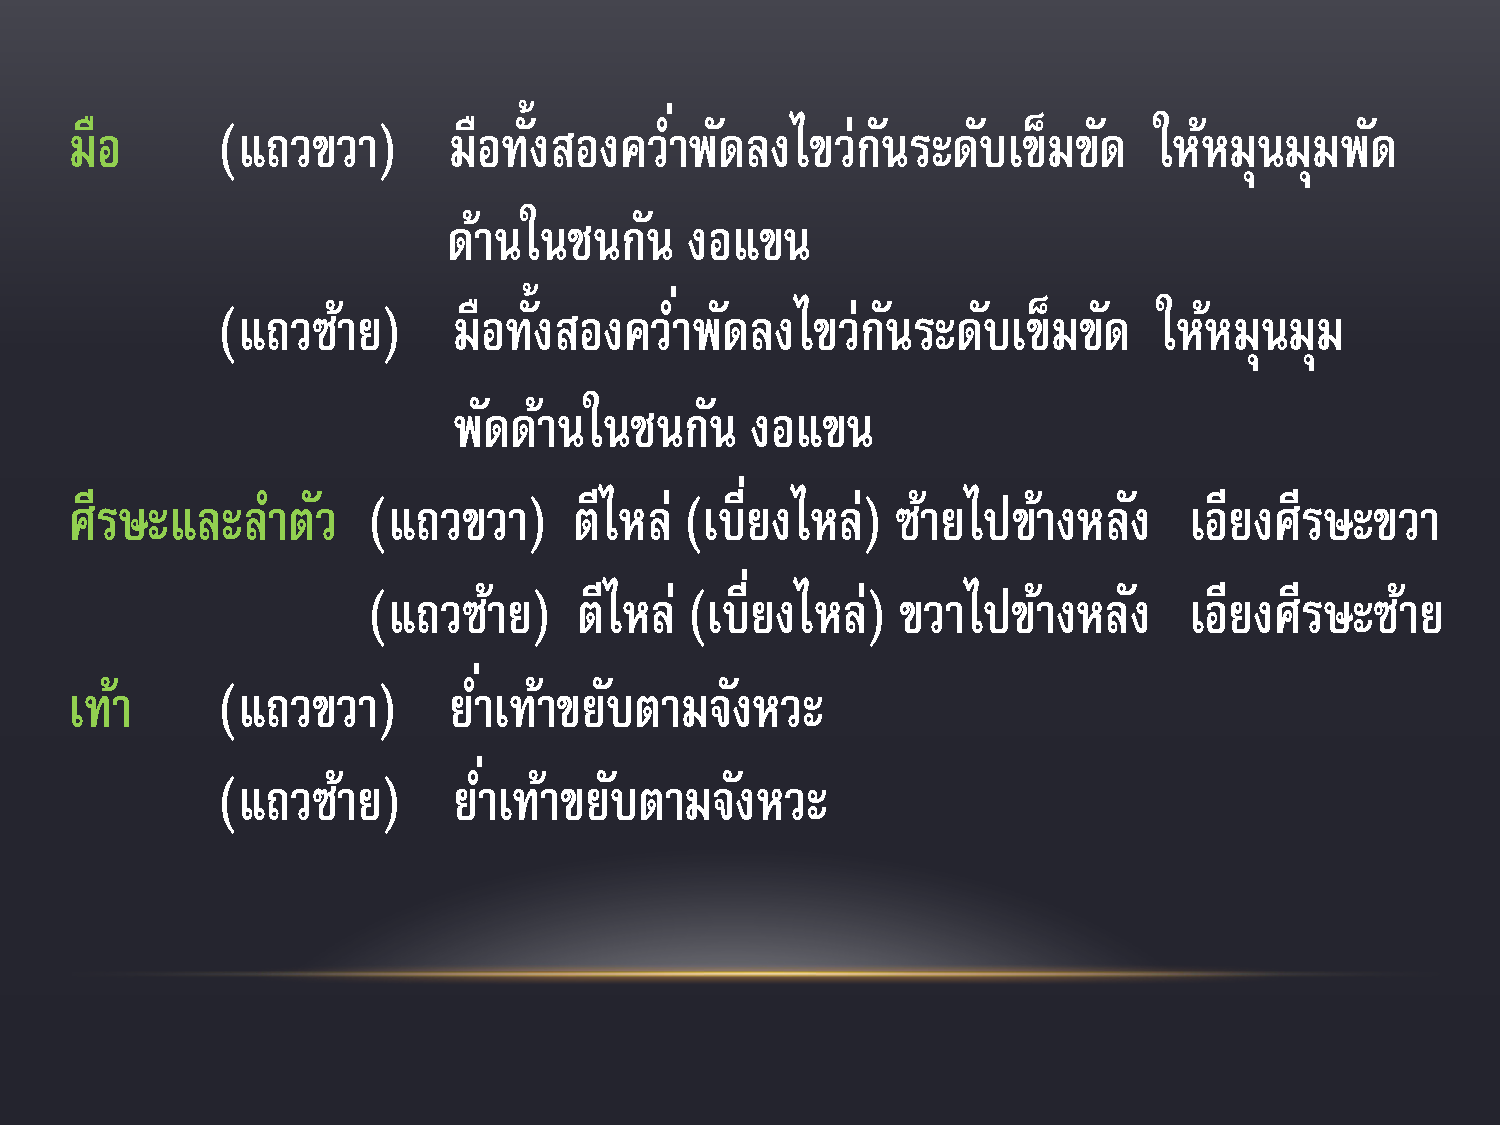 มือ (แถวขวา) มือทั้งสองคว่ำพัดลงไขว่กันระดับเข็มขัด ให้หมุนมุมพัด
ด้านในชนกัน งอแขน
(แถวซ้าย) มือทั้งสองคว่ำพัดลงไขว่กันระดับเข็มขัด ให้หมุนมุม
พัดด้านในชนกัน งอแขน
ศีรษะและลำตัว (แถวขวา) ตีไหล่ (เบี่ยงไหล่) ซ้ายไปข้างหลัง เอียงศีรษะขวา
(แถวซ้าย) ตีไหล่ (เบี่ยงไหล่) ขวาไปข้างหลัง เอียงศีรษะซ้าย
เท้า (แถวขวา) ย่ำเท้าขยับตามจังหวะ
(แถวซ้าย) ย่ำเท้าขยับตามจังหวะ